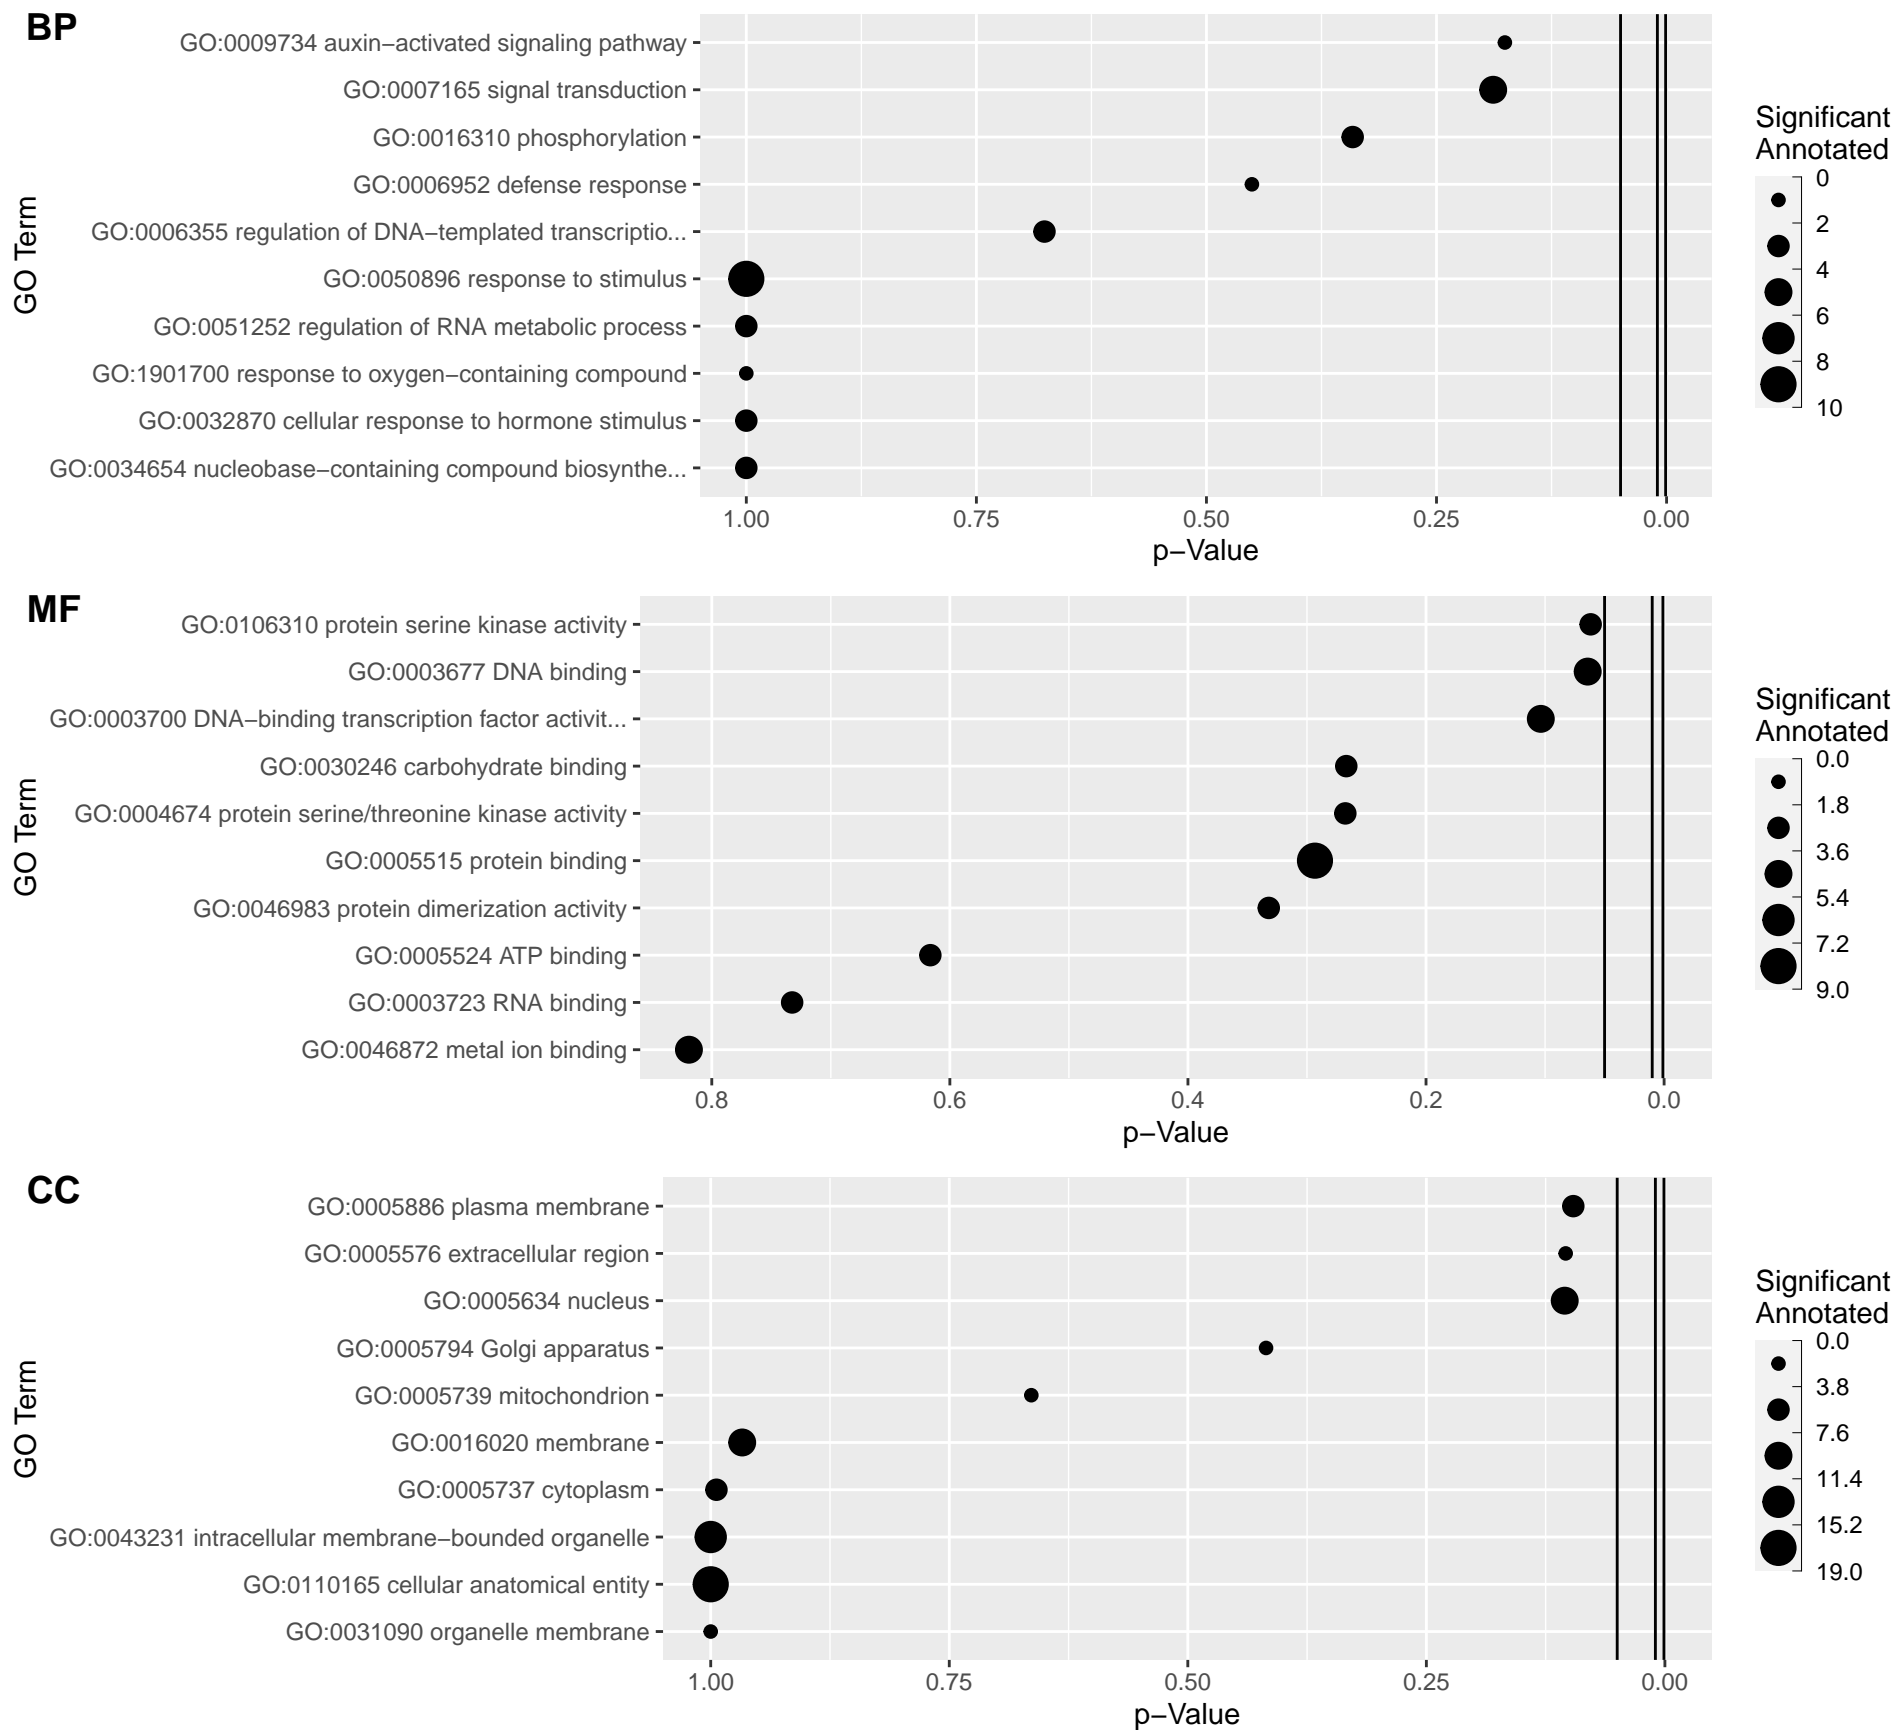 BP
GO Term
GO:0009734 auxin−activated signaling pathway
GO:0007165 signal transduction
GO:0016310 phosphorylation
GO:0006952 defense response
GO:0006355 regulation of DNA−templated transcriptio...
GO:0050896 response to stimulus
GO:0051252 regulation of RNA metabolic process
GO:1901700 response to oxygen−containing compound
GO:0032870 cellular response to hormone stimulus
GO:0034654 nucleobase−containing compound biosynthe...
1.00 0.75 0.50 0.25 0.00
p−Value
Significant
Annotated
0
2
4
6
8
10
MF
GO Term
GO:0106310 protein serine kinase activity
GO:0003677 DNA binding
GO:0003700 DNA−binding transcription factor activit...
GO:0030246 carbohydrate binding
GO:0004674 protein serine/threonine kinase activity
GO:0005515 protein binding
GO:0046983 protein dimerization activity
GO:0005524 ATP binding
GO:0003723 RNA binding
GO:0046872 metal ion binding
0.8 0.6 0.4 0.2 0.0
p−Value
Significant
Annotated
0.0
1.8
3.6
5.4
7.2
9.0
CC
GO Term
GO:0005886 plasma membrane
GO:0005576 extracellular region
GO:0005634 nucleus
GO:0005794 Golgi apparatus
GO:0005739 mitochondrion
GO:0016020 membrane
GO:0005737 cytoplasm
GO:0043231 intracellular membrane−bounded organelle
GO:0110165 cellular anatomical entity
GO:0031090 organelle membrane
1.00 0.75 0.50 0.25 0.00
p−Value
Significant
Annotated
0.0
3.8
7.6
11.4
15.2
19.0